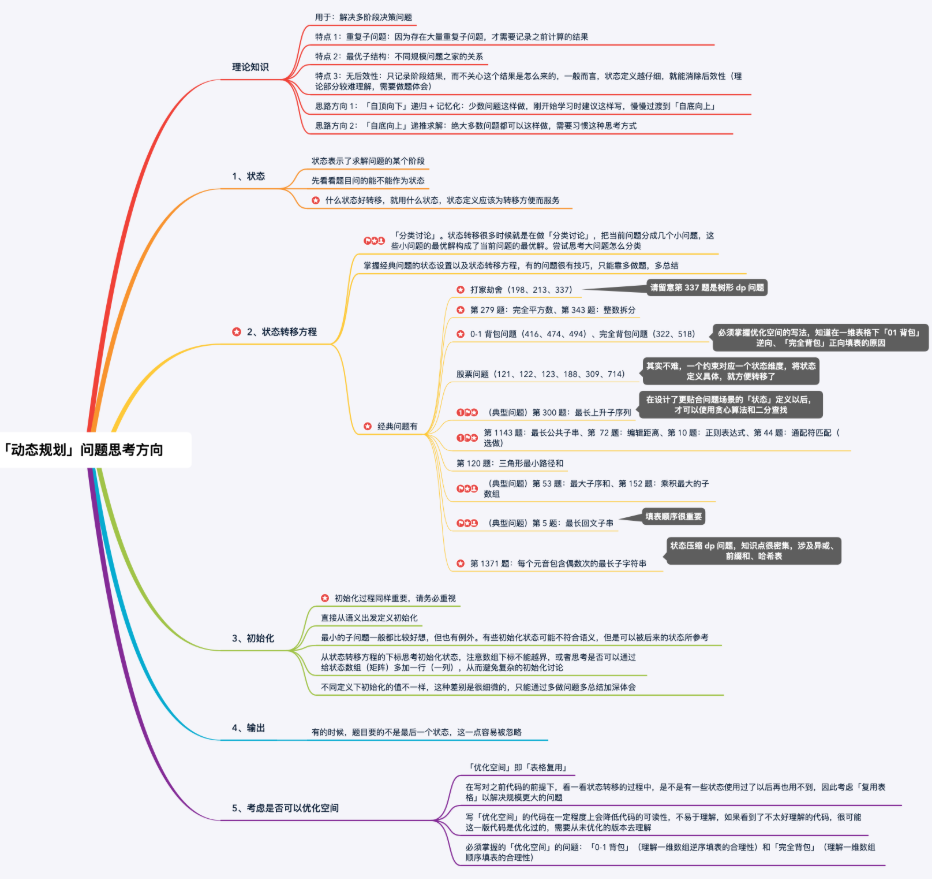 「动态规划」问题思考方向
理论知识
用于：解决多阶段决策问题
特点 1：重复子问题：因为存在大量重复子问题，才需要记录之前计算的结果
特点 2：最优子结构：不同规模问题之家的关系
特点 3：无后效性：只记录阶段结果，而不关心这个结果是怎么来的，一般而言，状态定义越仔细，就能消除后效性（理
论部分较难理解，需要做题体会）
思路方向 1：「自顶向下」递归 + 记忆化：少数问题这样做，刚开始学习时建议这样写，慢慢过渡到「自底向上」
思路方向 2：「自底向上」递推求解：绝大多数问题都可以这样做，需要习惯这种思考方式
1、状态
状态表示了求解问题的某个阶段
先看看题目问的能不能作为状态
什么状态好转移，就用什么状态，状态定义应该为转移方便而服务
2、状态转移方程
「分类讨论」。状态转移很多时候就是在做「分类讨论」，把当前问题分成几个小问题，这
些小问题的最优解构成了当前问题的最优解。尝试思考大问题怎么分类
掌握经典问题的状态设置以及状态转移方程，有的问题很有技巧，只能靠多做题，多总结
经典问题有
打家劫舍（198、213、337）
请留意第 337 题是树形 dp 问题
第 279 题：完全平方数、第 343 题：整数拆分
0-1 背包问题（416、474、494）、完全背包问题（322、518）
必须掌握优化空间的写法，知道在一维表格下「01 背包」
逆向、「完全背包」正向填表的原因
股票问题（121、122、123、188、309、714）
其实不难，一个约束对应一个状态维度，将状态
定义具体，就方便转移了
（典型问题）第 300 题：最长上升子序列
在设计了更贴合问题场景的「状态」定义以后，
才可以使用贪心算法和二分查找
第 1143 题：最长公共子串、第 72 题：编辑距离、第 10 题：正则表达式、第 44 题：通配符匹配（
选做）
第 120 题：三角形最小路径和
（典型问题）第 53 题：最大子序和、第 152 题：乘积最大的子
数组
（典型问题）第 5 题：最长回文子串
填表顺序很重要
第 1371 题：每个元音包含偶数次的最长子字符串
状态压缩 dp 问题，知识点很密集，涉及异或、
前缀和、哈希表
3、初始化
初始化过程同样重要，请务必重视
直接从语义出发定义初始化
最小的子问题一般都比较好想，但也有例外。有些初始化状态可能不符合语义，但是可以被后来的状态所参考
从状态转移方程的下标思考初始化状态，注意数组下标不能越界，或者思考是否可以通过
给状态数组（矩阵）多加一行（一列），从而避免复杂的初始化讨论
不同定义下初始化的值不一样，这种差别是很细微的，只能通过多做问题多总结加深体会
4、输出
有的时候，题目要的不是最后一个状态，这一点容易被忽略
5、考虑是否可以优化空间
「优化空间」即「表格复用」
在写对之前代码的前提下，看一看状态转移的过程中，是不是有一些状态使用过了以后再也用不到，因此考虑「复用表
格」以解决规模更大的问题
写「优化空间」的代码在一定程度上会降低代码的可读性，不易于理解，如果看到了不太好理解的代码，很可能
这一版代码是优化过的，需要从未优化的版本去理解
必须掌握的「优化空间」的问题：「0-1 背包」（理解一维数组逆序填表的合理性）和「完全背包」（理解一维数组
顺序填表的合理性）